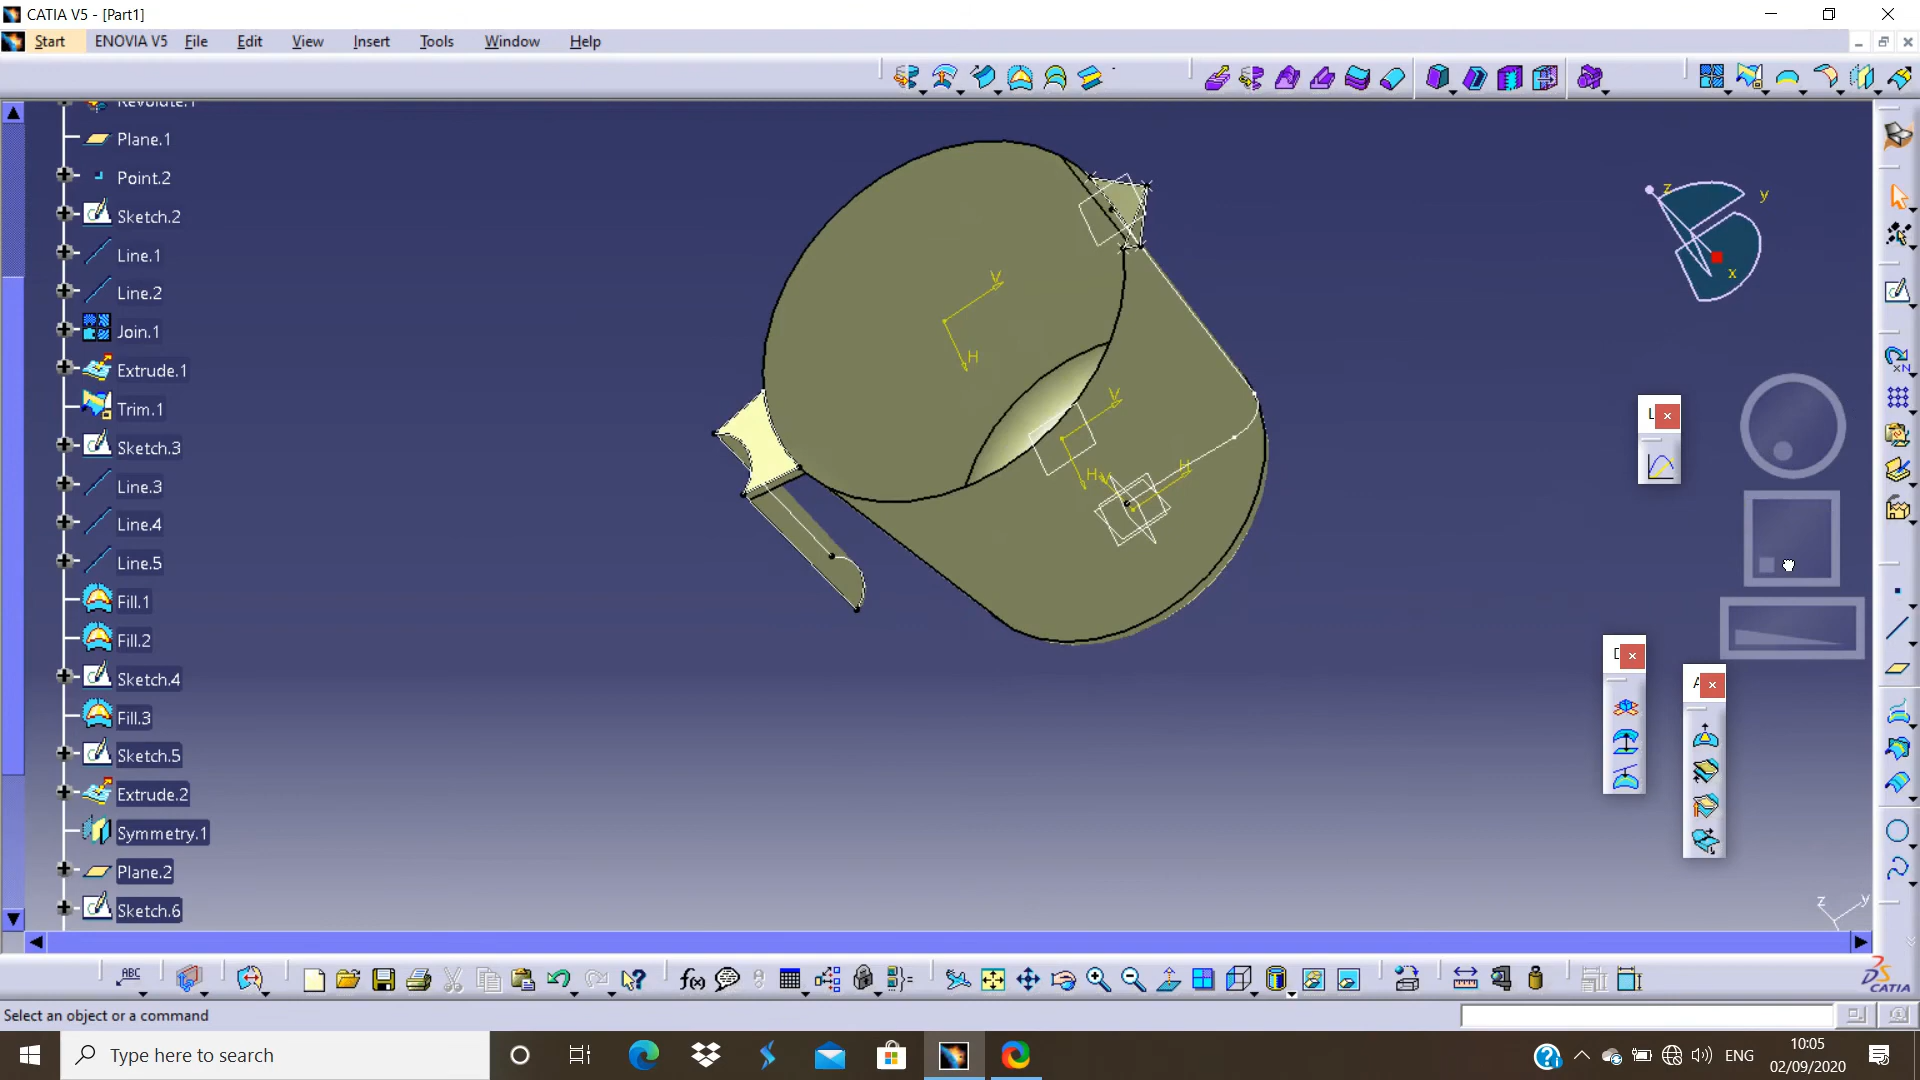 CATIA V5 - [Part1]
Start ENOVIA V5 File Edit View Insert Tools Window Help
Revolute.1
Plane.1
Point.2
Sketch.2
Line.1
Line.2
Join.1
Extrude.1
Trim.1
Sketch.3
Line.3
Line.4
Line.5
Fill.1
Fill.2
Sketch.4
Fill.3
Sketch.5
Extrude.2
Symmetry.1
Plane.2
Sketch.6
V
H
V
H
V
H
z
y
x
L
D
A
z
y
ABC
f(x)
CATIA
Select an object or a command
Type here to search
ENG
10:05
02/09/2020